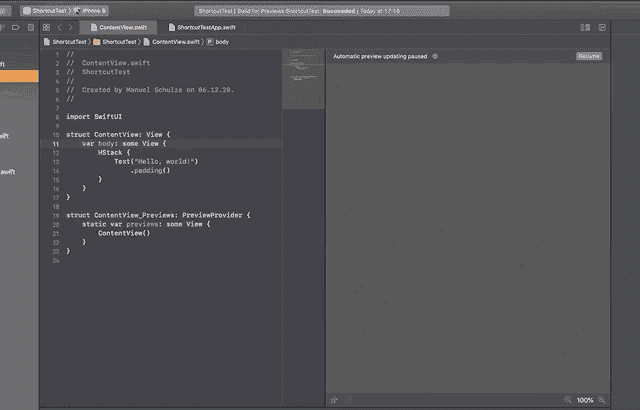 ShortcutTest 〉 iPhone 8
ShortcutTest | Build for Previews ShortcutTest: Succeeded | Today at 17:18
ContentView.swift
ShortcutTestApp.swift
ShortcutTest 〉 ShortcutTest 〉 ContentView.swift 〉 P body
Automatic preview updating paused
Resume
1 //
2 //  ContentView.swift
3 //  ShortcutTest
4 //
5 //  Created by Manuel Schulze on 06.12.20.
6 //
7
8 import SwiftUI
9
10 struct ContentView: View {
11     var body: some View {
12         HStack {
13             Text("Hello, world!")
14                 .padding()
15         }
16     }
17 }
18
19 struct ContentView_Previews: PreviewProvider {
20     static var previews: some View {
21         ContentView()
22     }
23 }
24
ft
wift
.swift
100%